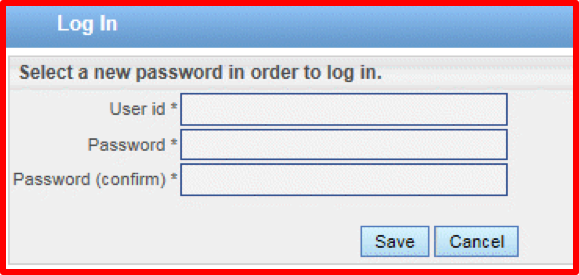 Log In
Select a new password in order to log in.
User id *
Password *
Password (confirm) *
Save Cancel